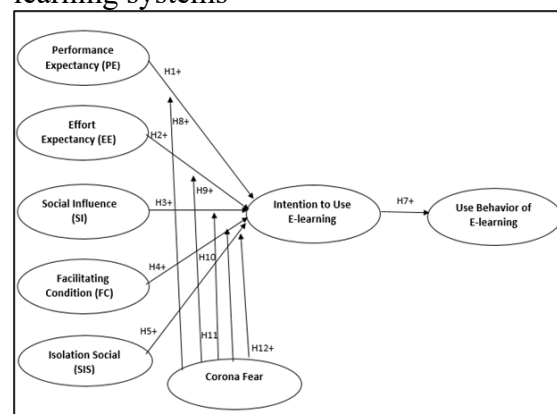 learning systems
Performance
Expectancy (PE)
H1+
H8+
Effort
Expectancy (EE)
H2+
H9+
Social Influence
(SI)
H3+
Intention to Use
E-learning
H7+
Use Behavior of
E-learning
H10
Facilitating
Condition (FC)
H4+
H5+
H11
H12+
Isolation Social
(SIS)
Corona Fear